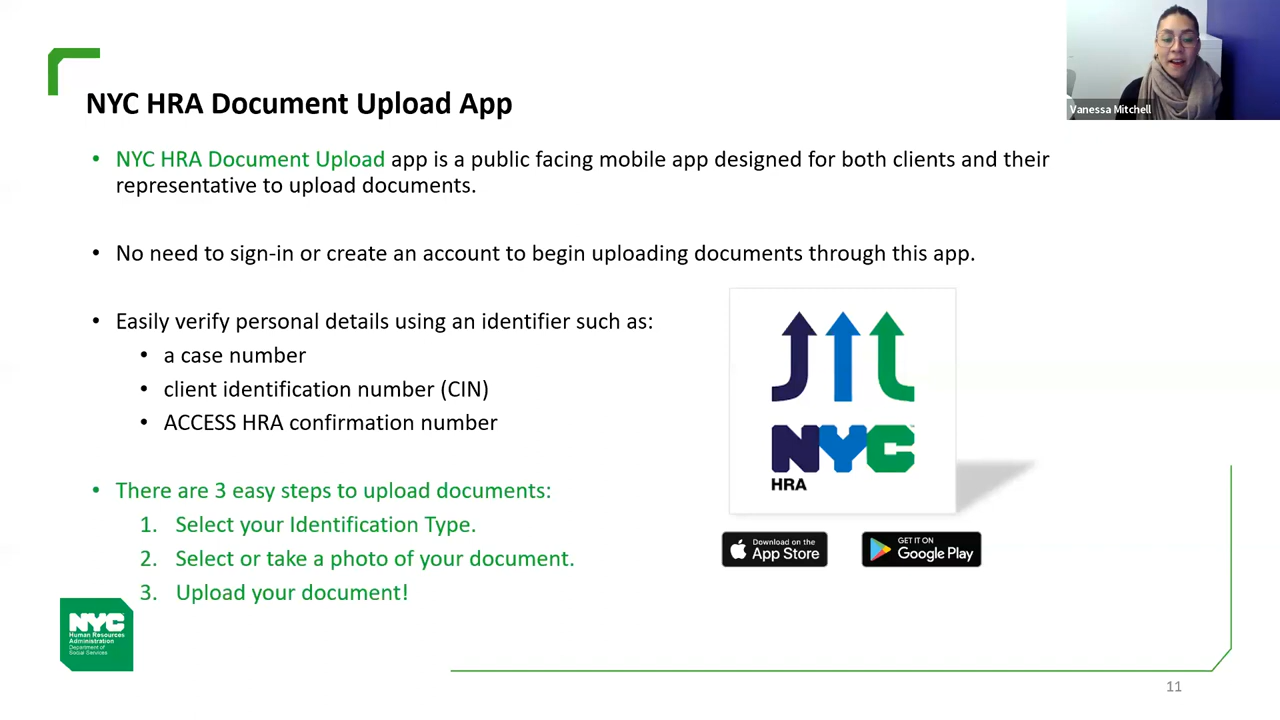 Vanessa Mitchell
NYC HRA Document Upload App
• NYC HRA Document Upload app is a public facing mobile app designed for both clients and their
representative to upload documents.
• No need to sign-in or create an account to begin uploading documents through this app.
• Easily verify personal details using an identifier such as:
• a case number
• client identification number (CIN)
• ACCESS HRA confirmation number
• There are 3 easy steps to upload documents:
1. Select your Identification Type.
2. Select or take a photo of your document.
3. Upload your document!
NYC
™
HRA
Download on the
App Store
GET IT ON
Google Play
NYC
Human Resources
Administration
Department of
Social Services
11